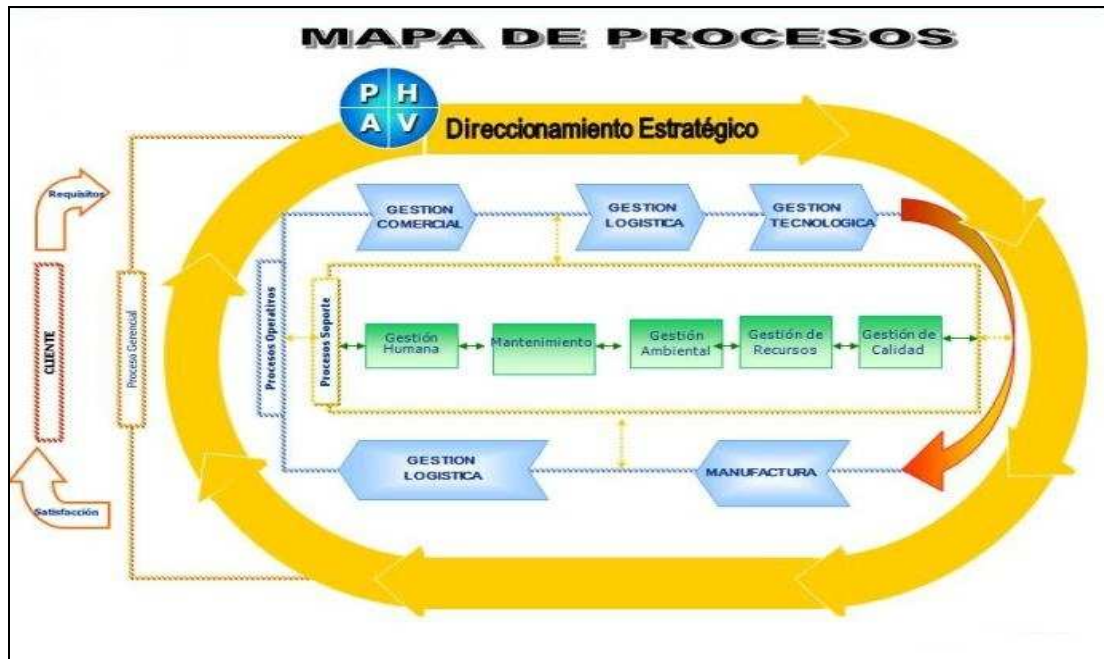 MAPA DE PROCESOS
P H
A V
Direccionamiento Estratégico
Requisitos
CLIENTE
Satisfacción
Proceso Gerencial
Procesos Operativos
Procesos Soporte
GESTION
COMERCIAL
GESTION
LOGISTICA
GESTION
TECNOLOGICA
Gestión
Humana
Mantenimiento
Gestión
Ambiental
Gestión de
Recursos
Gestión de
Calidad
GESTION
LOGISTICA
MANUFACTURA